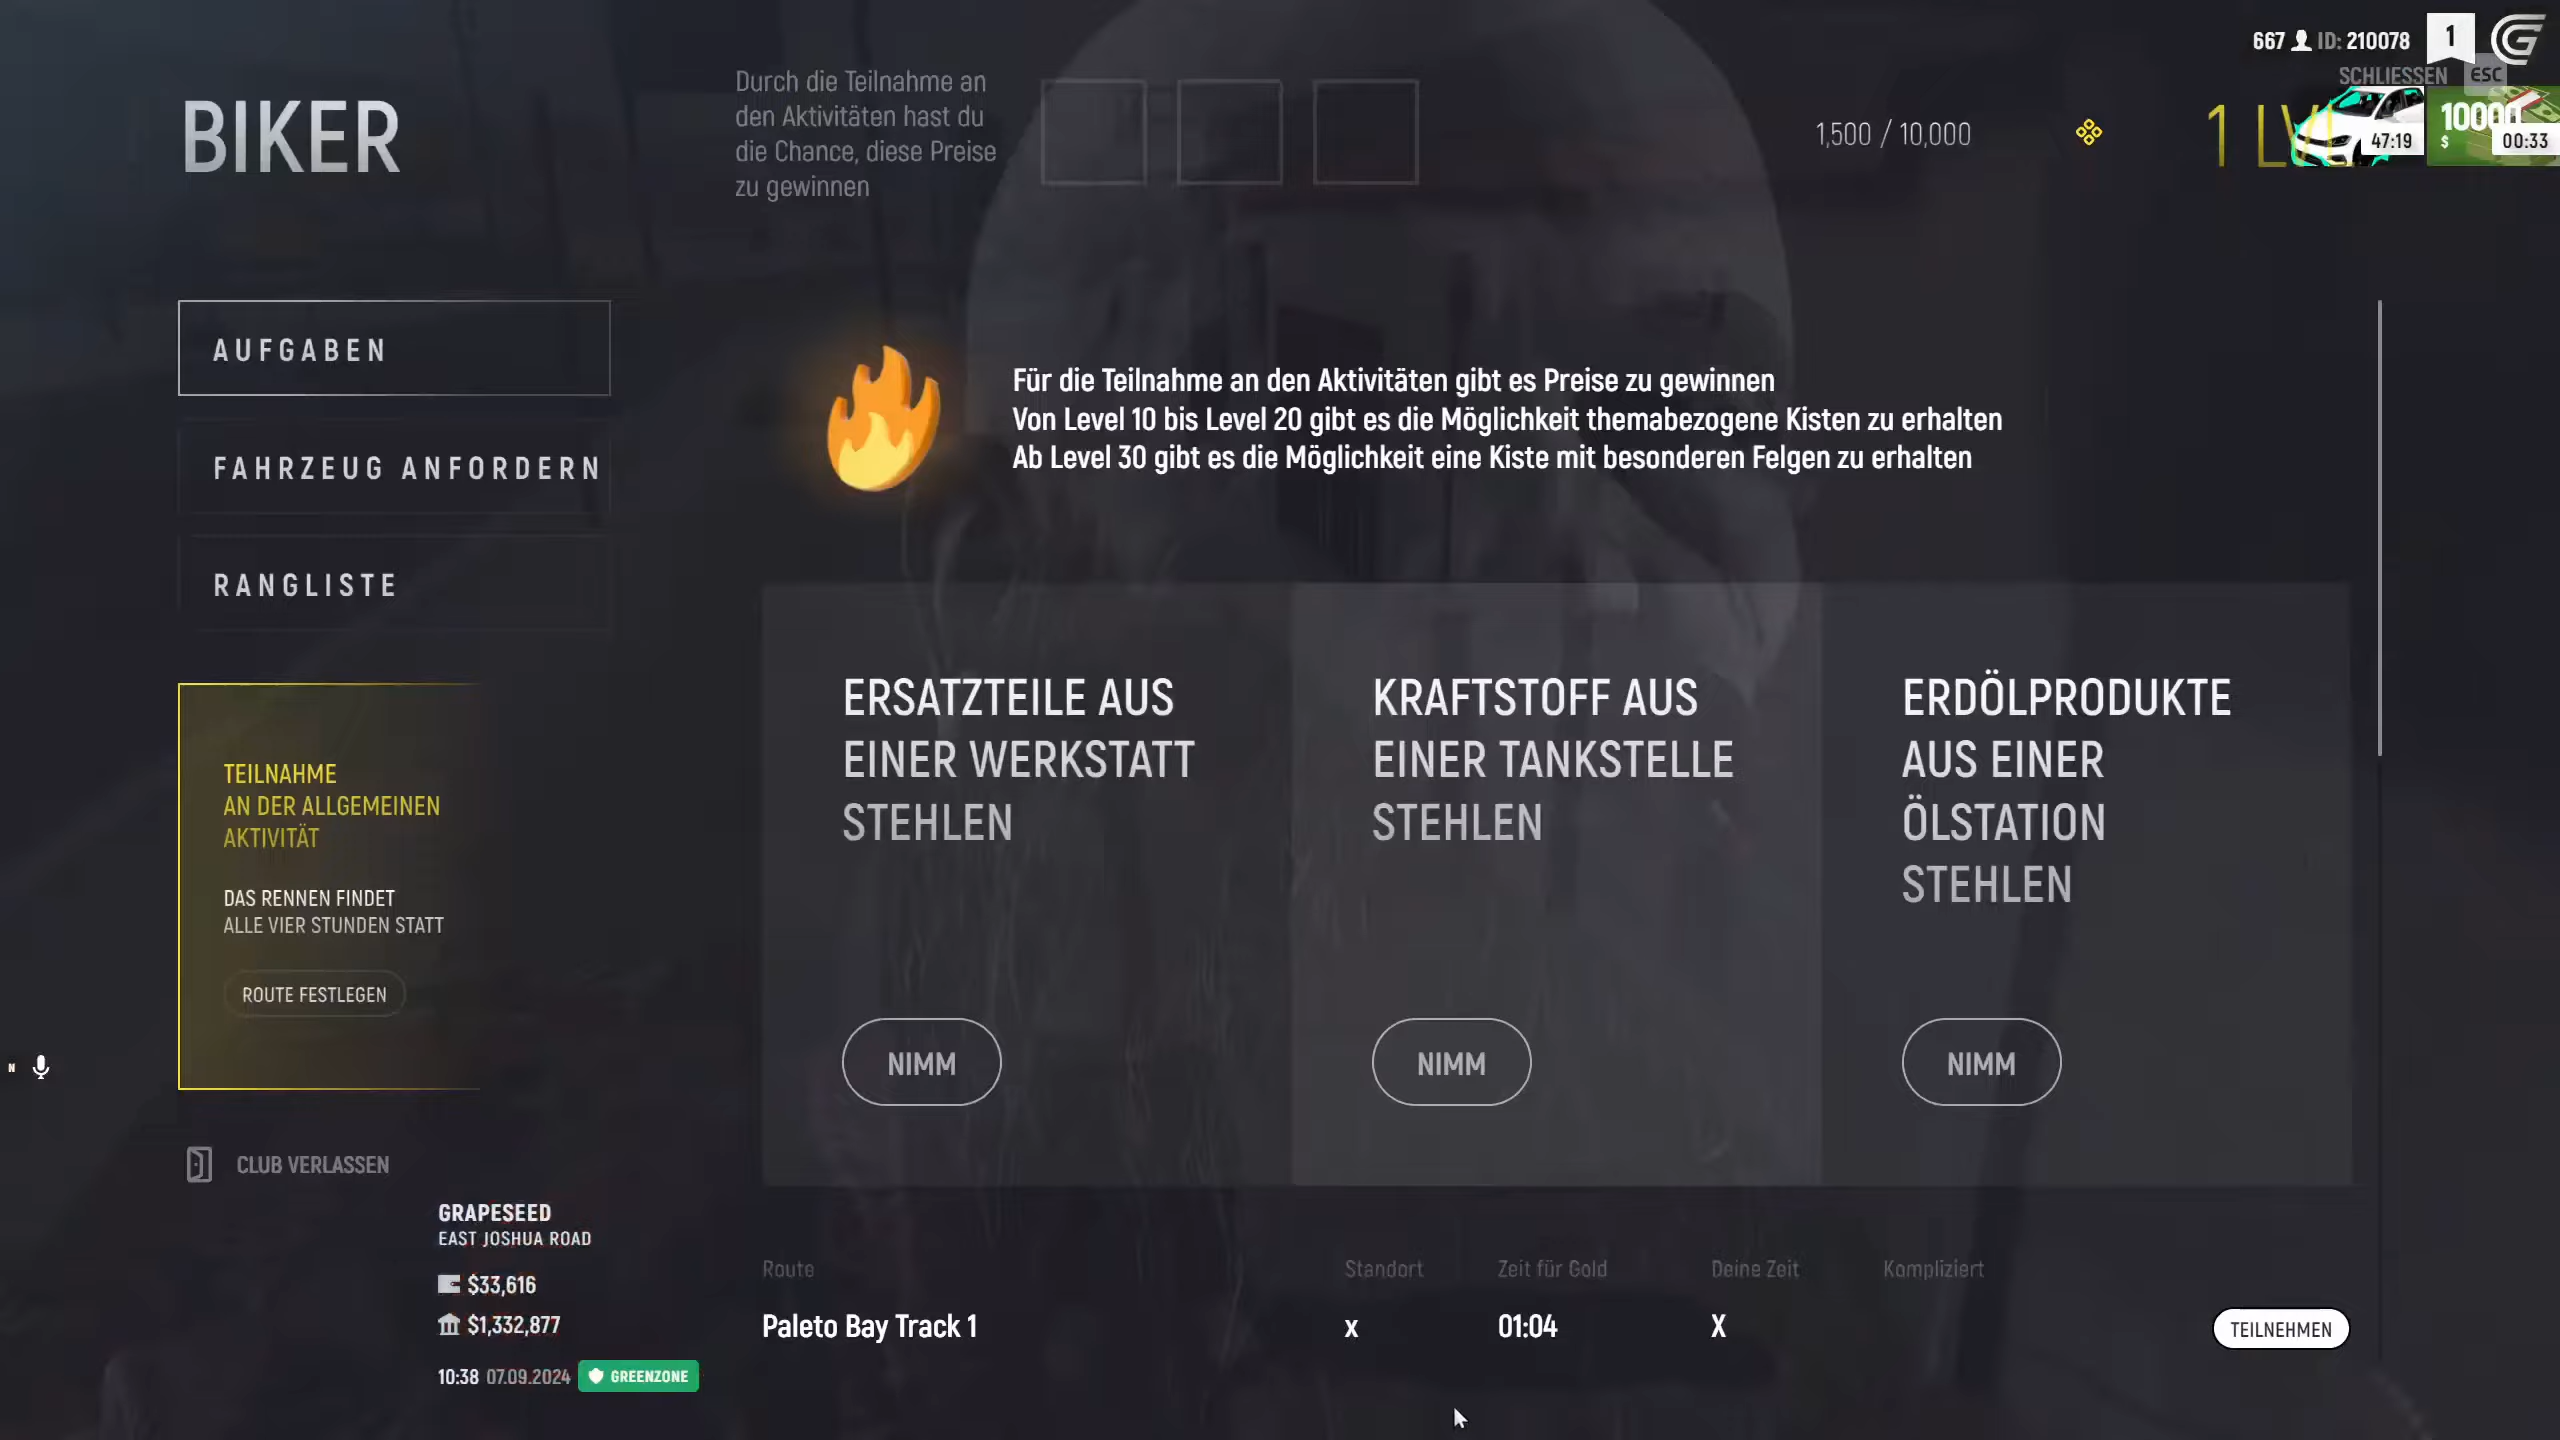 667 ID: 210078 1
SCHLIESSEN ESC
BIKER
Durch die Teilnahme an
den Aktivitäten hast du
die Chance, diese Preise
zu gewinnen
1,500 / 10,000
1 LVL
47:19
10000
$
00:33
AUFGABEN
FAHRZEUG ANFORDERN
RANGLISTE
Für die Teilnahme an den Aktivitäten gibt es Preise zu gewinnen
Von Level 10 bis Level 20 gibt es die Möglichkeit themabezogene Kisten zu erhalten
Ab Level 30 gibt es die Möglichkeit eine Kiste mit besonderen Felgen zu erhalten
TEILNAHME
AN DER ALLGEMEINEN
AKTIVITÄT
DAS RENNEN FINDET
ALLE VIER STUNDEN STATT
ROUTE FESTLEGEN
ERSATZTEILE AUS
EINER WERKSTATT
STEHLEN
NIMM
KRAFTSTOFF AUS
EINER TANKSTELLE
STEHLEN
NIMM
ERDÖLPRODUKTE
AUS EINER
ÖLSTATION
STEHLEN
NIMM
N
CLUB VERLASSEN
GRAPESEED
EAST JOSHUA ROAD
$33,616
$1,332,877
10:38 07.09.2024 GREENZONE
Route Standort Zeit für Gold Deine Zeit Kompliziert
Paleto Bay Track 1 x 01:04 X TEILNEHMEN